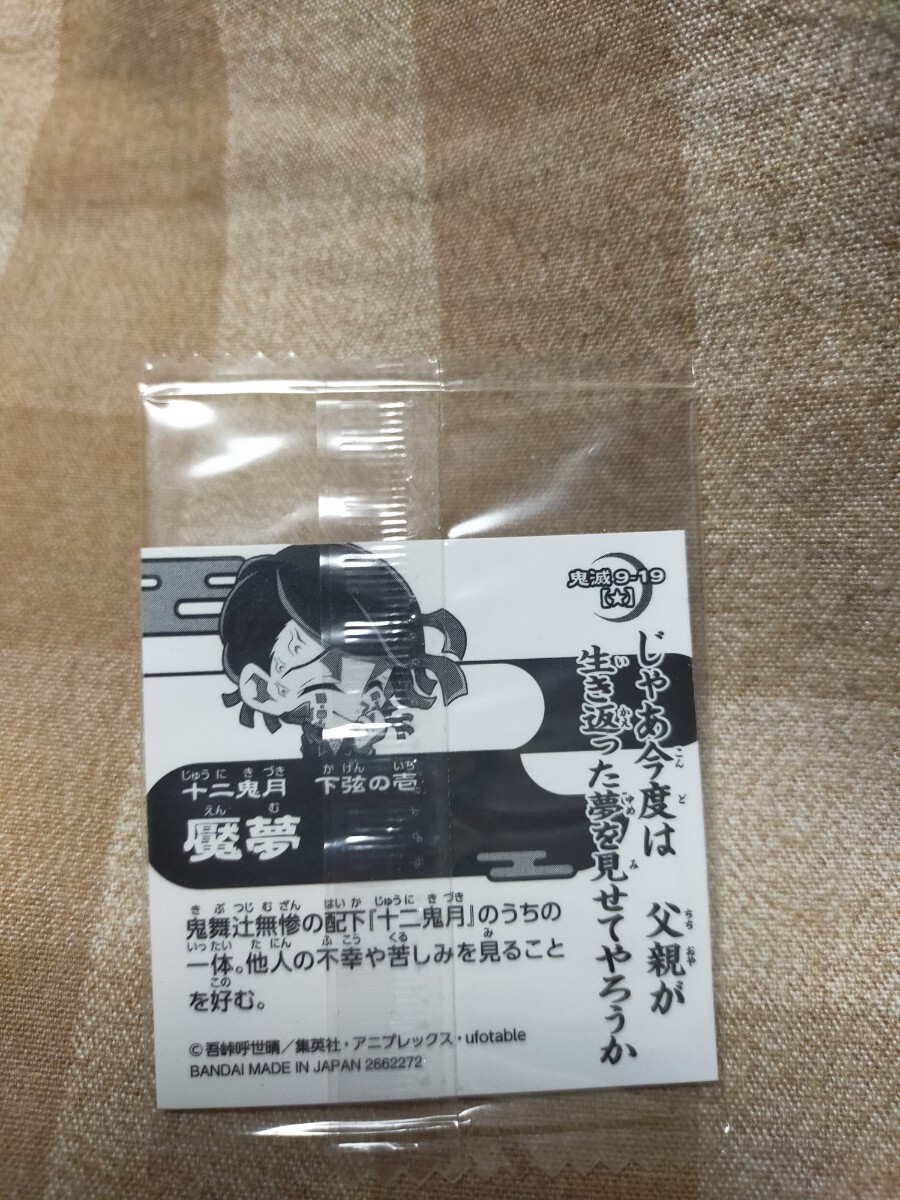 鬼滅9-19
[★]
じゃあ今度は 父親が
生き返った夢を見せてやろうか
十二鬼月 下弦の壱
魘夢
鬼舞辻無惨の配下『十二鬼月』のうちの
一体。他人の不幸や苦しみを見ること
を好む。
©吾峠呼世晴／集英社・アニプレックス・ufotable
BANDAI MADE IN JAPAN 2662272